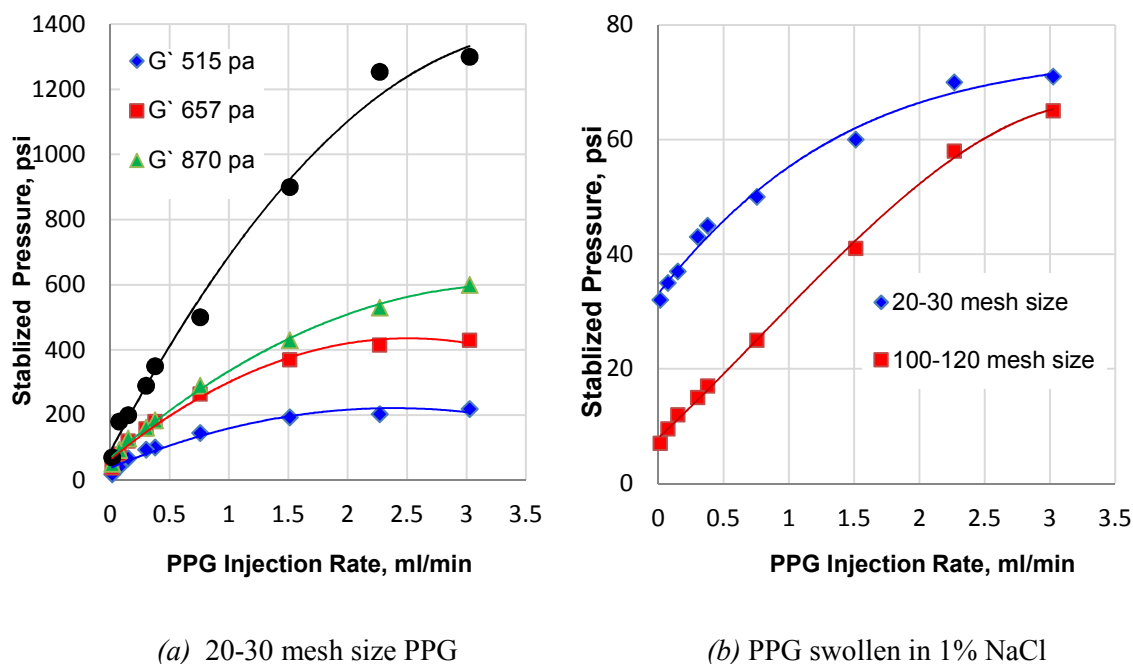 1400
1200
1000
800
600
400
200
0
Stablized Pressure, psi
G` 515 pa
G` 657 pa
G` 870 pa
0 0.5 1 1.5 2 2.5 3 3.5
PPG Injection Rate, ml/min
(a) 20-30 mesh size PPG
80
60
40
20
0
Stablized Pressure, psi
20-30 mesh size
100-120 mesh size
0 0.5 1 1.5 2 2.5 3 3.5
PPG Injection Rate, ml/min
(b) PPG swollen in 1% NaCl